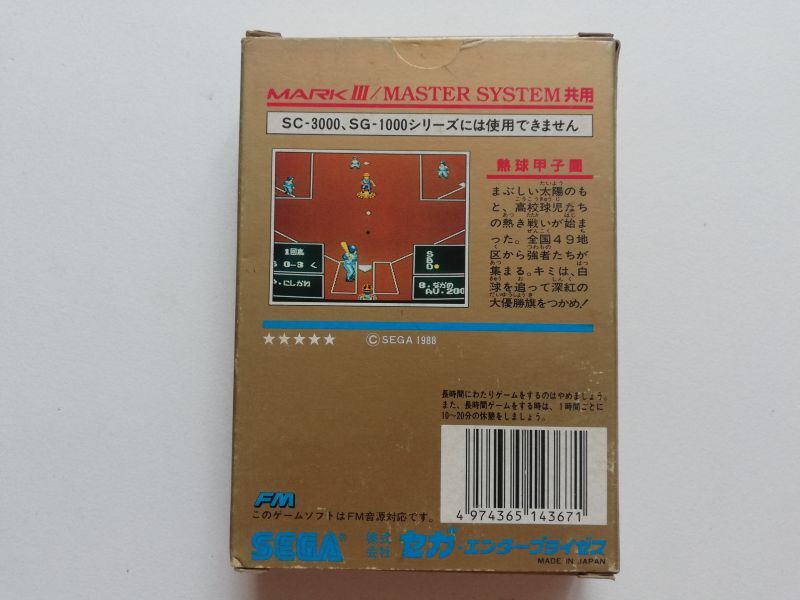 MARK III/MASTER SYSTEM共用
SC-3000、SG-1000シリーズには使用できません
熱球甲子園
まぶしい太陽のも
と、高校球児たち
の熱き戦いが始ま
った。全国49地
区から強者たちが
集まる。キミは、白
球を追って深紅の
大優勝旗をつかめ!
1回裏
S
B
O
0-3
にしかわ
8.ながの
AV.200
★★★★★
©SEGA 1988
長時間にわたりゲームをするのはやめましょう。
また、長時間ゲームをする時は、1時間ごとに
10~20分の休憩をしましょう。
4 974365 143671
FM
このゲームソフトはFM音源対応です。
SEGA® 株式会社 セガ・エンタープライゼス
MADE IN JAPAN